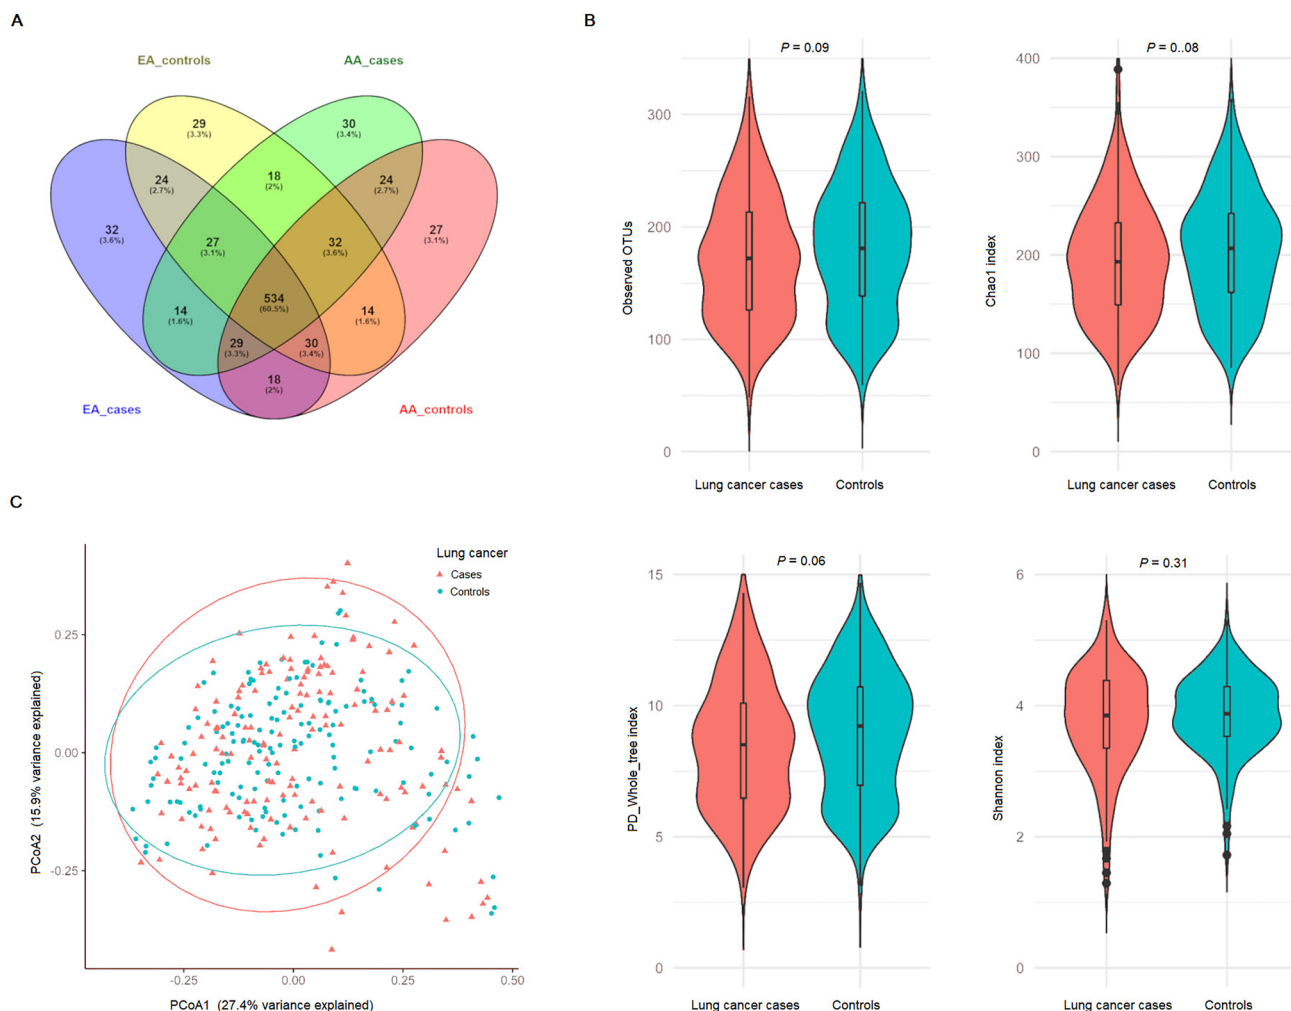 A
EA_controls
AA_cases
29
(3.3%)
30
(3.4%)
24
(2.7%)
18
(2%)
24
(2.7%)
32
(3.6%)
27
(3.1%)
32
(3.6%)
27
(3.1%)
534
(60.5%)
14
(1.6%)
14
(1.6%)
29
(3.3%)
30
(3.4%)
18
(2%)
EA_cases
AA_controls
B
P = 0.09
Observed OTUs
300
200
100
0
Lung cancer cases
Controls
P = 0..08
Chao1 index
400
300
200
100
0
Lung cancer cases
Controls
P = 0.06
PD_Whole_tree index
15
10
5
0
Lung cancer cases
Controls
P = 0.31
Shannon index
6
4
2
0
Lung cancer cases
Controls
C
Lung cancer
Cases
Controls
PCoA2 (15.9% variance explained)
0.25
0.00
-0.25
-0.25
0.00
0.25
0.50
PCoA1 (27.4% variance explained)